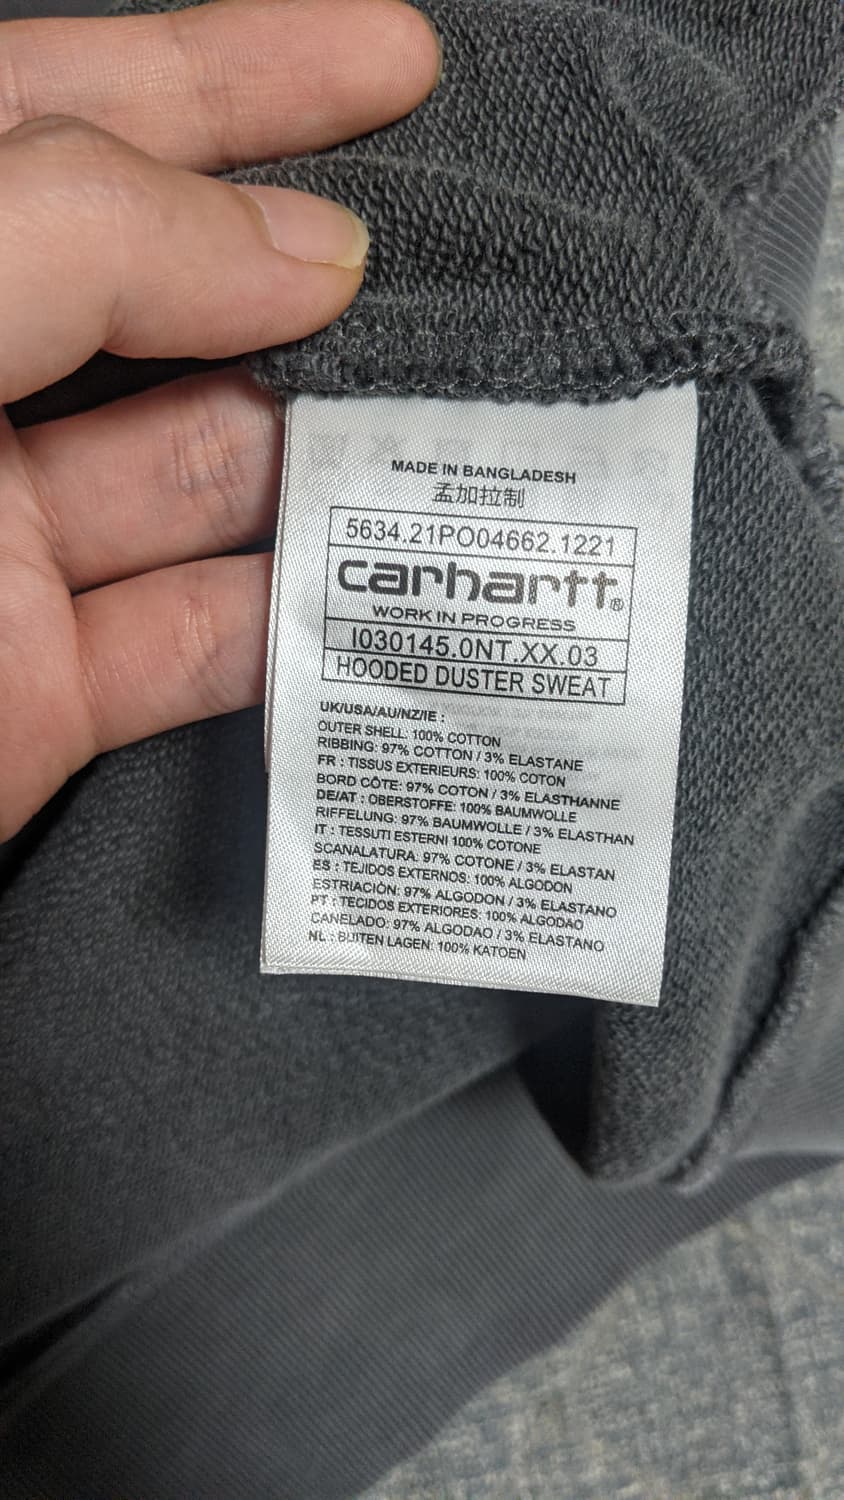 MADE IN BANGLADESH
孟加拉制
5634.21PO04662.1221
carhartt®
WORK IN PROGRESS
I030145.0NT.XX.03
HOODED DUSTER SWEAT
UK/USA/AU/NZ/IE :
OUTER SHELL: 100% COTTON
RIBBING: 97% COTTON / 3% ELASTANE
FR : TISSUS EXTERIEURS: 100% COTON
BORD CÔTE: 97% COTON / 3% ELASTHANNE
DE/AT : OBERSTOFFE: 100% BAUMWOLLE
RIFFELUNG: 97% BAUMWOLLE / 3% ELASTHAN
IT : TESSUTI ESTERNI 100% COTONE
SCANALATURA: 97% COTONE / 3% ELASTAN
ES : TEJIDOS EXTERNOS: 100% ALGODON
ESTRIACIÒN: 97% ALGODON / 3% ELASTANO
PT : TECIDOS EXTERIORES: 100% ALGODAO
CANELADO: 97% ALGODAO / 3% ELASTANO
NL : BUITEN LAGEN: 100% KATOEN